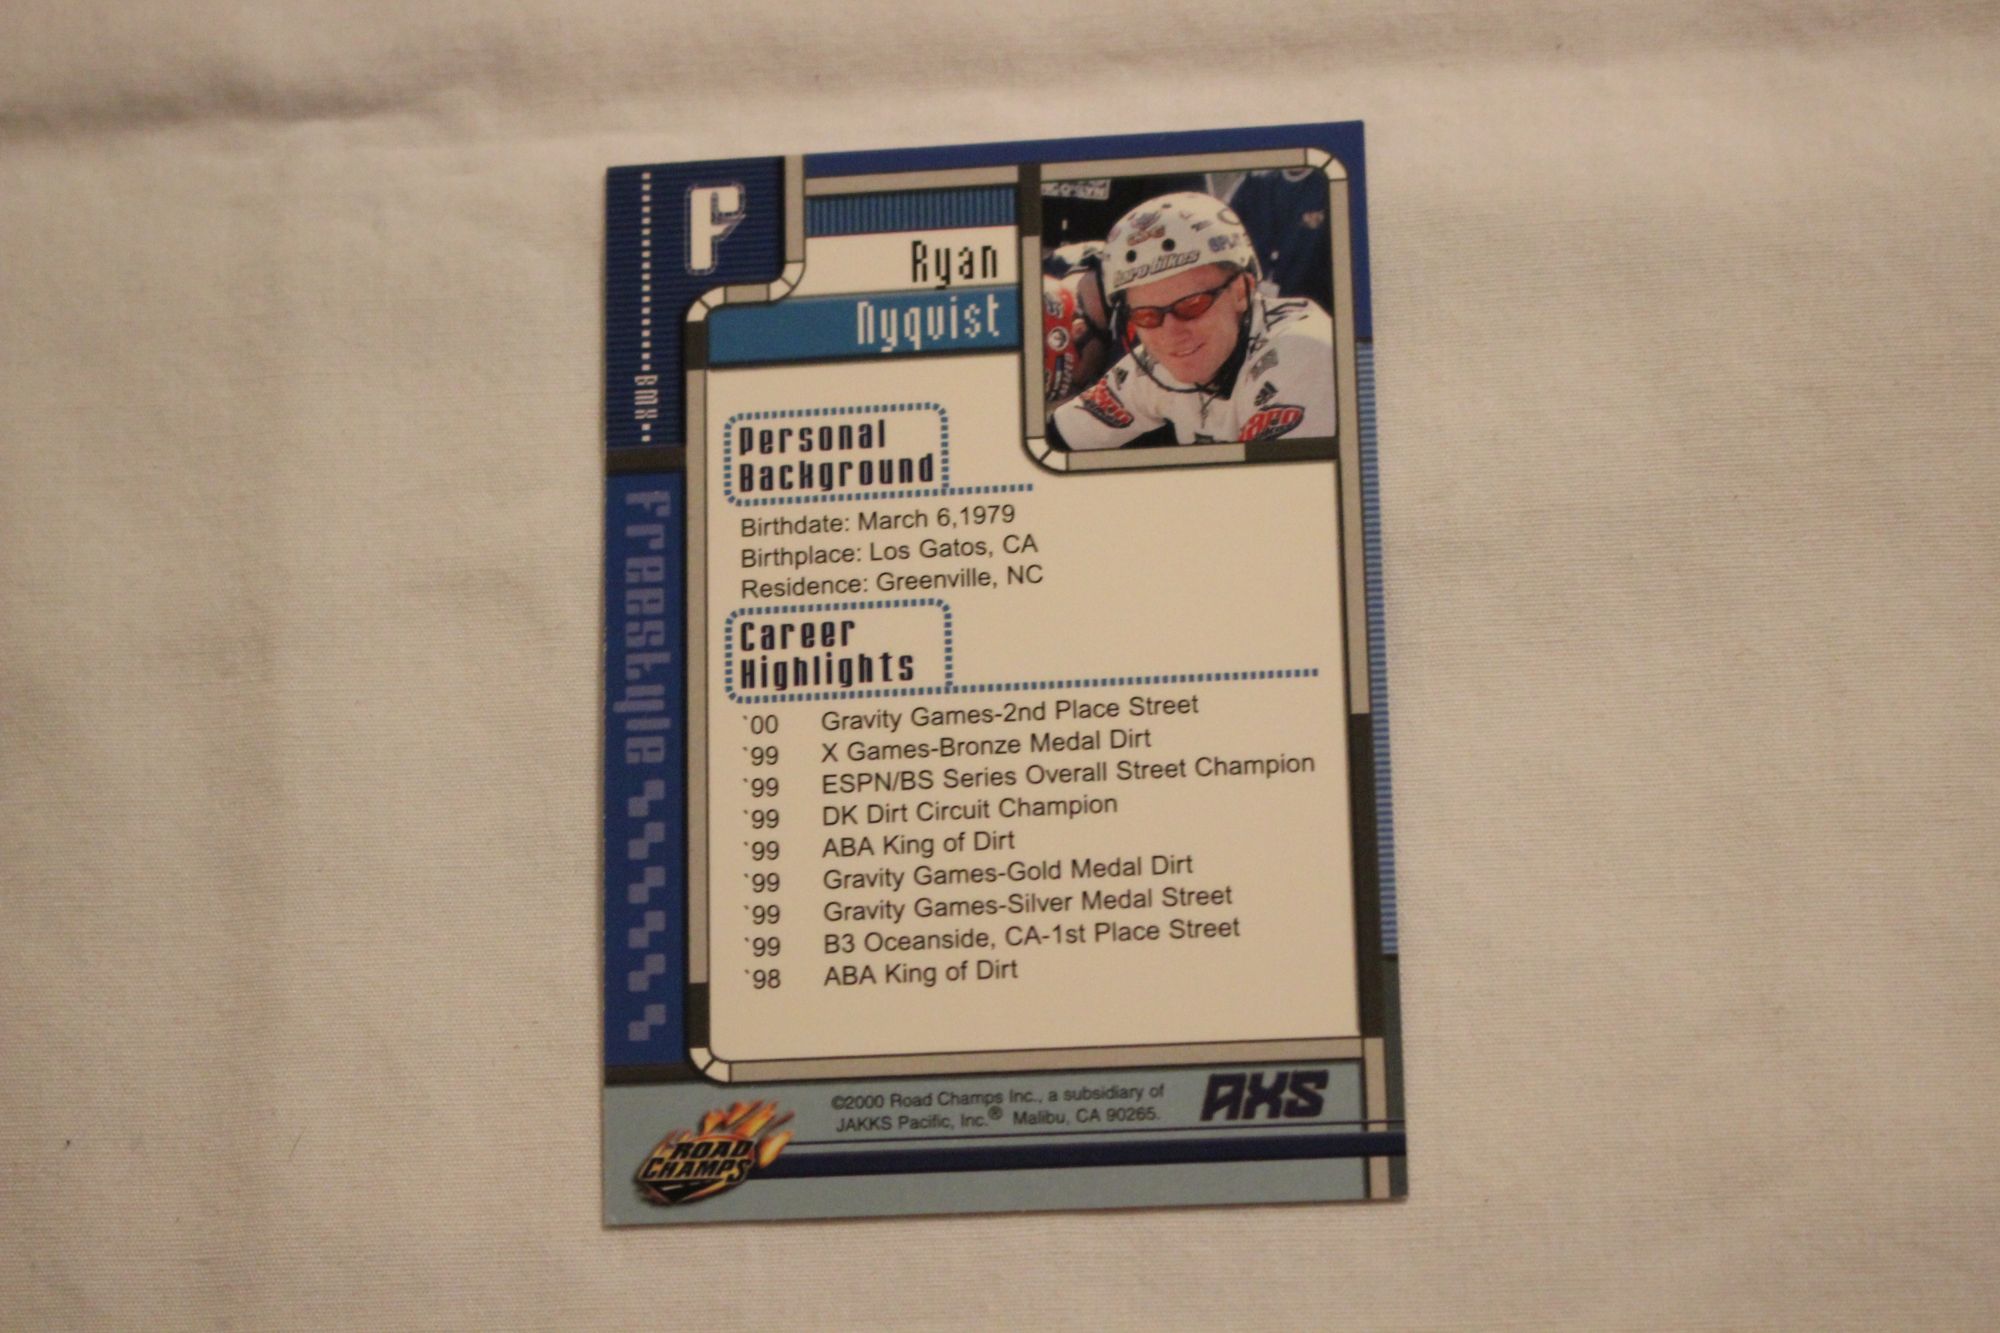 F
BMX
Freestyle
Ryan
Nyquist
haro bikes
Personal
Background
Birthdate: March 6,1979
Birthplace: Los Gatos, CA
Residence: Greenville, NC
Career
Highlights
`00 Gravity Games-2nd Place Street
`99 X Games-Bronze Medal Dirt
`99 ESPN/BS Series Overall Street Champion
`99 DK Dirt Circuit Champion
`99 ABA King of Dirt
`99 Gravity Games-Gold Medal Dirt
`99 Gravity Games-Silver Medal Street
`99 B3 Oceanside, CA-1st Place Street
`98 ABA King of Dirt
©2000 Road Champs Inc., a subsidiary of
JAKKS Pacific, Inc.® Malibu, CA 90265.
AXS
ROAD
CHAMPS